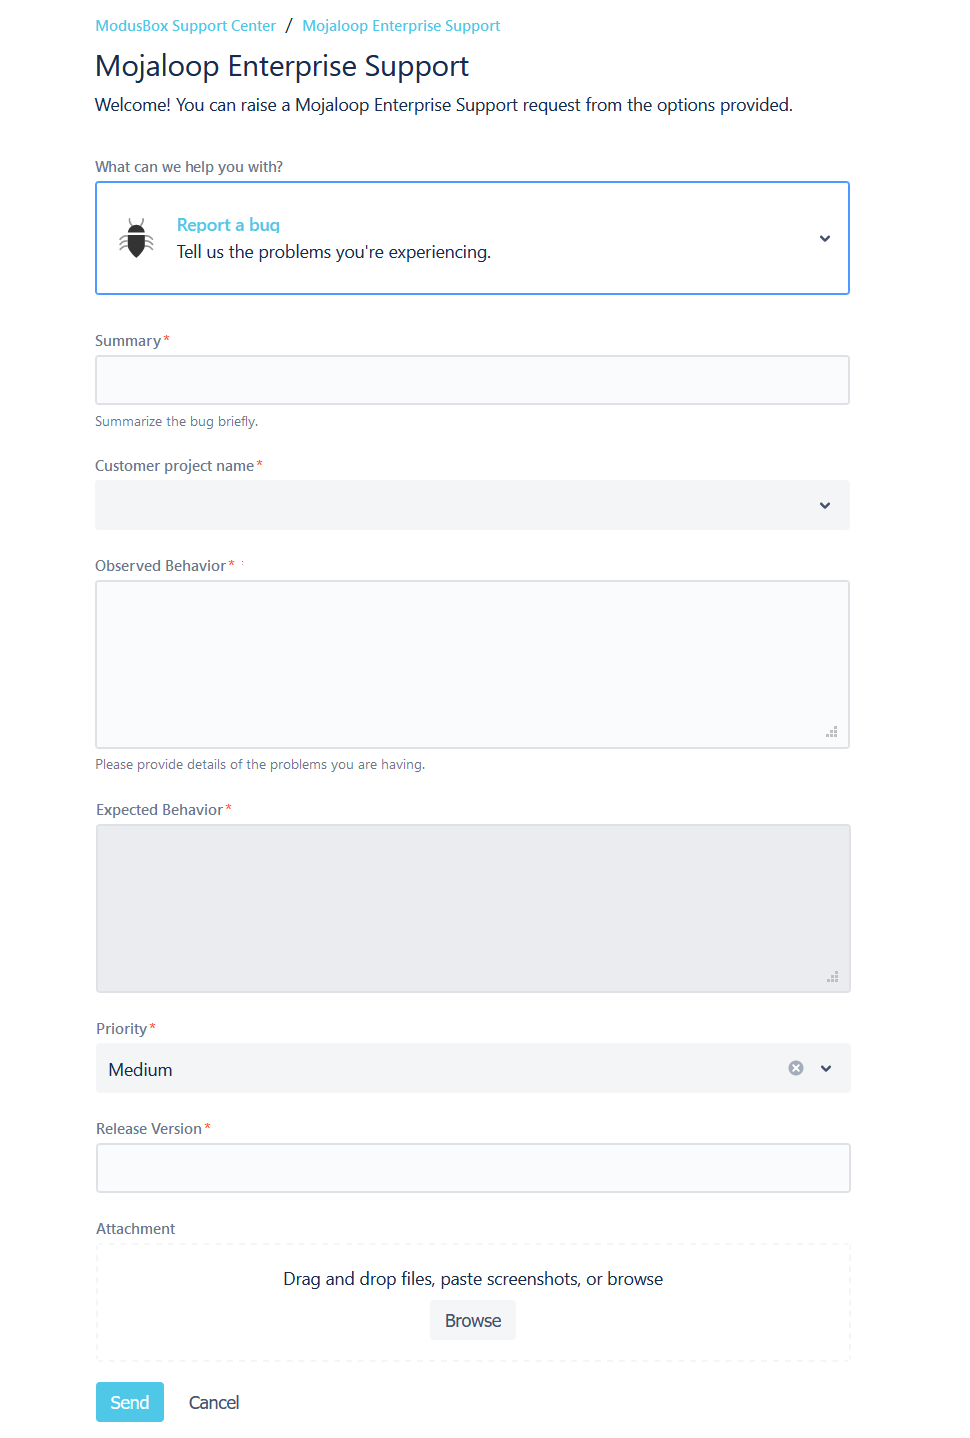 ModusBox Support Center / Mojaloop Enterprise Support
Mojaloop Enterprise Support
Welcome! You can raise a Mojaloop Enterprise Support request from the options provided.
What can we help you with?
Report a bug
Tell us the problems you're experiencing.
Summary*
Summarize the bug briefly.
Customer project name*
Observed Behavior*
Please provide details of the problems you are having.
Expected Behavior*
Priority*
Medium
Release Version*
Attachment
Drag and drop files, paste screenshots, or browse
Browse
Send Cancel